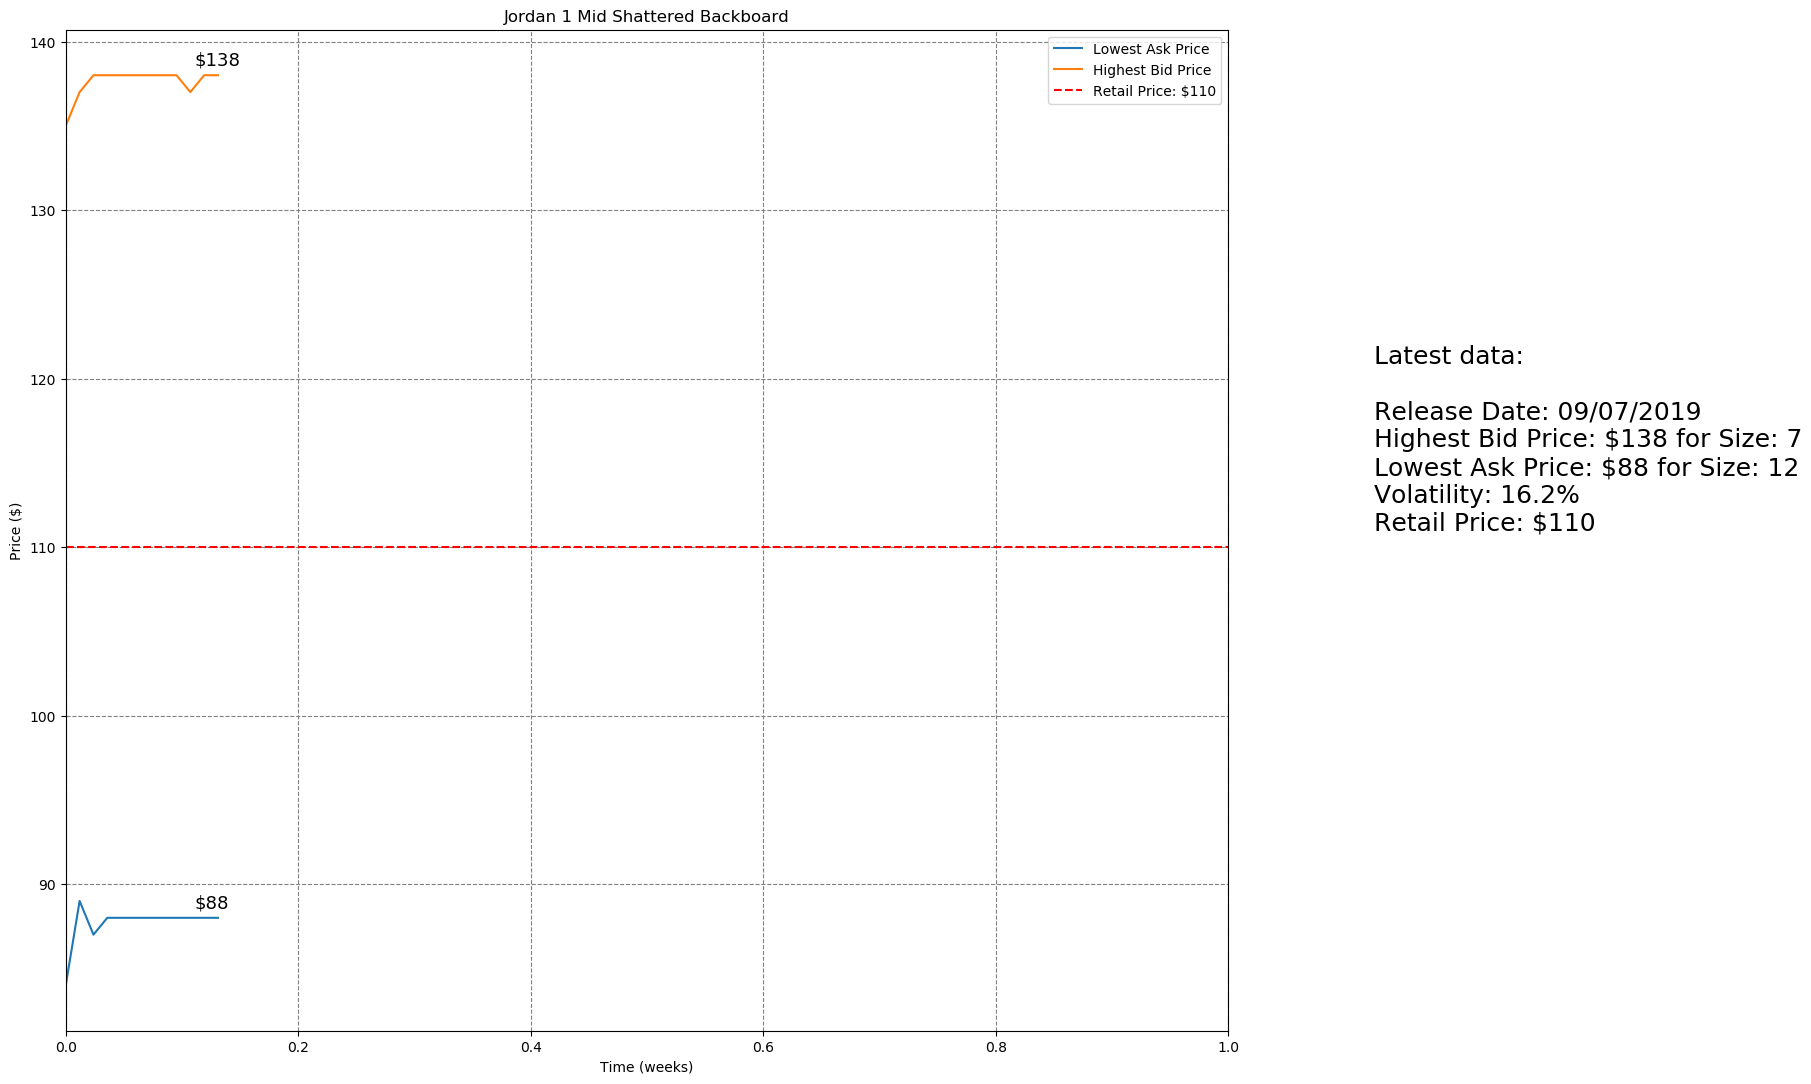 Jordan 1 Mid Shattered Backboard
Lowest Ask Price
Highest Bid Price
Retail Price: $110
$138
$88
140
130
120
110
100
90
Price ($)
0.0
0.2
0.4
0.6
0.8
1.0
Time (weeks)
Latest data:
Release Date: 09/07/2019
Highest Bid Price: $138 for Size: 7
Lowest Ask Price: $88 for Size: 12
Volatility: 16.2%
Retail Price: $110